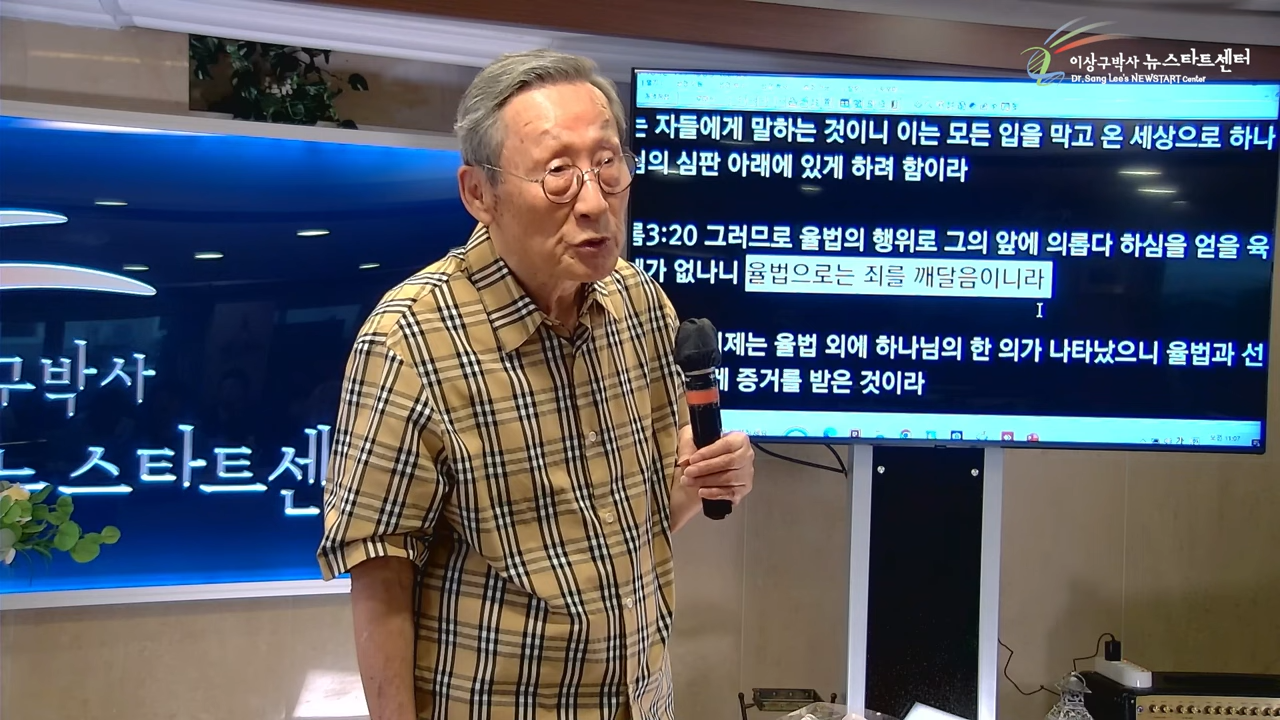 이상구박사 뉴스타트센터
Dr. Sang Lee's NEWSTART Center
는 자들에게 말하는 것이니 이는 모든 입을 막고 온 세상으로 하나
님의 심판 아래에 있게 하려 함이라
롬3:20 그러므로 율법의 행위로 그의 앞에 의롭다 하심을 얻을 육
체가 없나니 율법으로는 죄를 깨달음이니라
이제는 율법 외에 하나님의 한 의가 나타났으니 율법과 선
게 증거를 받은 것이라
구박사
뉴스타트센